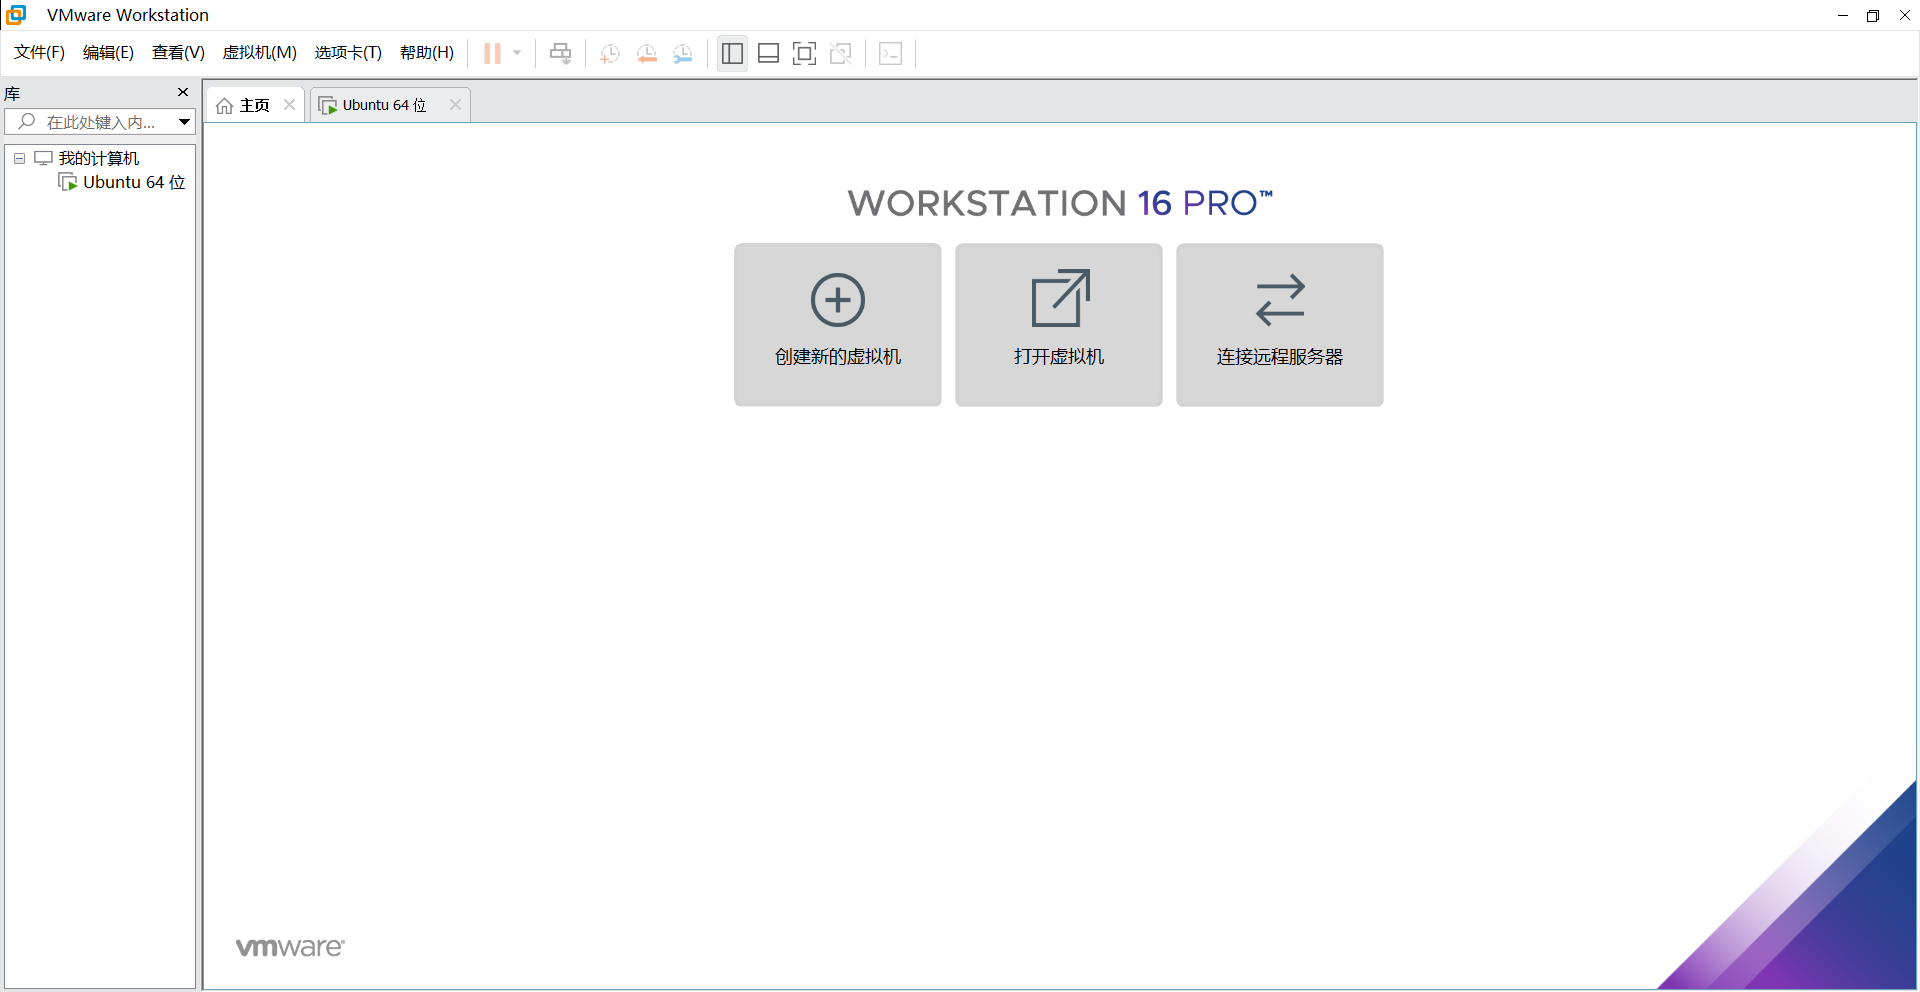 VMware Workstation
文件(F) 编辑(E) 查看(V) 虚拟机(M) 选项卡(T) 帮助(H)
库
在此处键入内...
我的计算机
Ubuntu 64 位
主页 Ubuntu 64 位
WORKSTATION 16 PRO™
创建新的虚拟机 打开虚拟机 连接远程服务器
vmware®